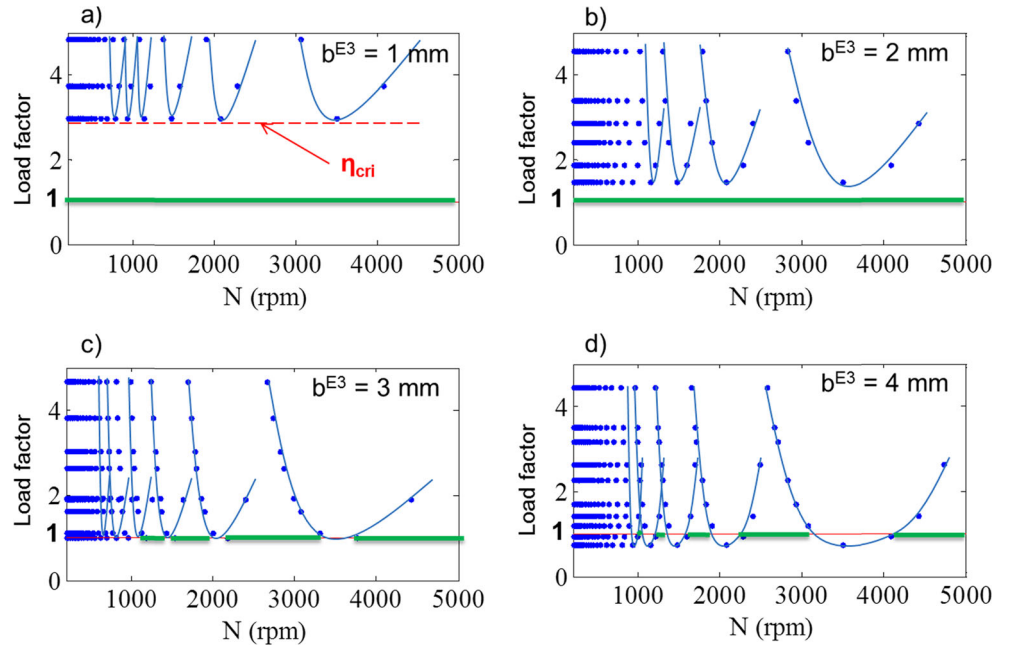 a)
b^E3 = 1 mm
4
2
1
0
Load factor
η_cri
1000 2000 3000 4000 5000
N (rpm)
b)
b^E3 = 2 mm
4
2
1
0
Load factor
1000 2000 3000 4000 5000
N (rpm)
c)
b^E3 = 3 mm
4
2
1
0
Load factor
1000 2000 3000 4000 5000
N (rpm)
d)
b^E3 = 4 mm
4
2
1
0
Load factor
1000 2000 3000 4000 5000
N (rpm)